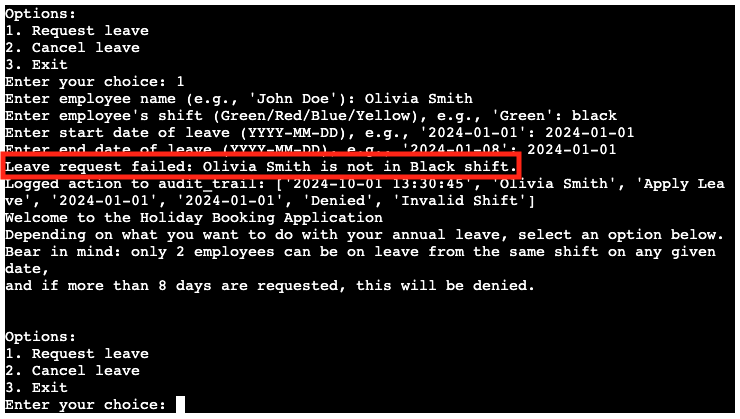 Options:
1. Request leave
2. Cancel leave
3. Exit
Enter your choice: 1
Enter employee name (e.g., 'John Doe'): Olivia Smith
Enter employee's shift (Green/Red/Blue/Yellow), e.g., 'Green': black
Enter start date of leave (YYYY-MM-DD), e.g., '2024-01-01': 2024-01-01
Enter end date of leave (YYYY-MM-DD), e.g., '2024-01-08': 2024-01-01
Leave request failed: Olivia Smith is not in Black shift.
Logged action to audit_trail: ['2024-10-01 13:30:45', 'Olivia Smith', 'Apply Lea
ve', '2024-01-01', '2024-01-01', 'Denied', 'Invalid Shift']
Welcome to the Holiday Booking Application
Depending on what you want to do with your annual leave, select an option below.
Bear in mind: only 2 employees can be on leave from the same shift on any given
date,
and if more than 8 days are requested, this will be denied.
Options:
1. Request leave
2. Cancel leave
3. Exit
Enter your choice: